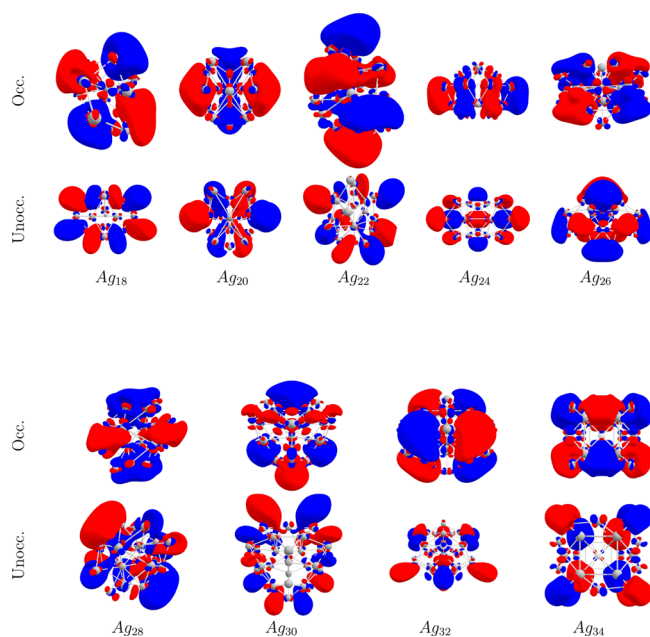 Occ.
Unocc.
Ag₁₈ Ag₂₀ Ag₂₂ Ag₂₄ Ag₂₆
Occ.
Unocc.
Ag₂₈ Ag₃₀ Ag₃₂ Ag₃₄